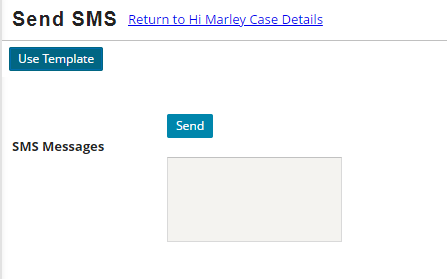 Send SMS Return to Hi Marley Case Details
Use Template
Send
SMS Messages